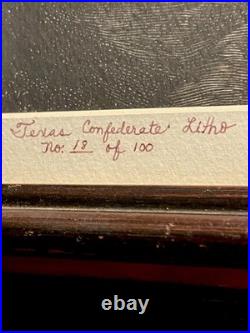 Texas Confederate Litho
No. 18 of 100